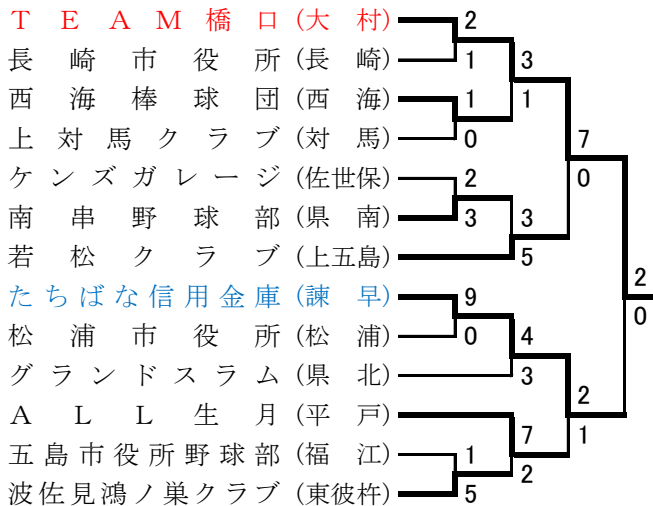 TEAM橋口(大村)
長崎市役所(長崎)
西海棒球団(西海)
上対馬クラブ(対馬)
ケンズガレージ(佐世保)
南串野球部(県南)
若松クラブ(上五島)
たちばな信用金庫(諫早)
松浦市役所(松浦)
グランドスラム(県北)
ALL生月(平戸)
五島市役所野球部(福江)
波佐見鴻ノ巣クラブ(東彼杵)
2
1
1
0
2
3
9
0
1
5
3
1
3
5
4
3
7
2
7
0
2
1
2
0